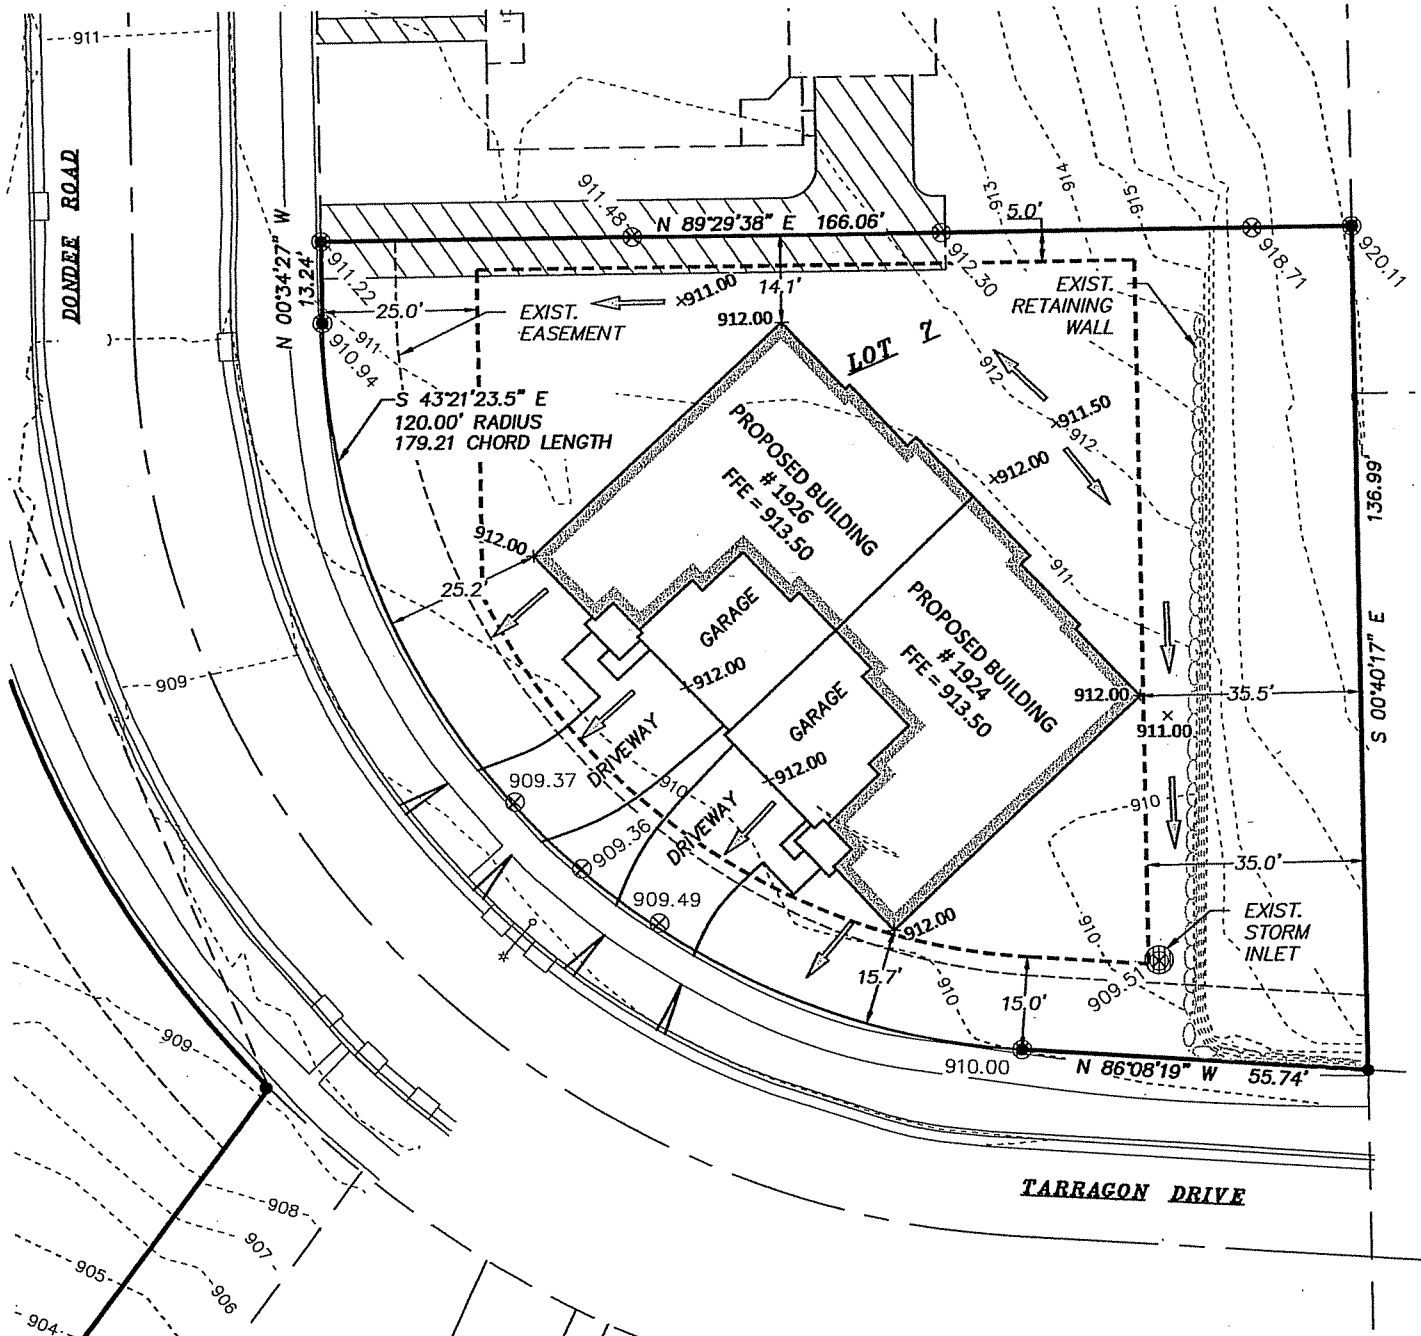 911
DONDEE ROAD
N 00°34'27" W
13.24'
911.48
N 89°29'38" E 166.06'
913
914
915
5.0'
918.71
920.11
912.30
911.22
910.94
911
25.0'
EXIST.
EASEMENT
×911.00
14.1'
912.00
LOT 7
EXIST.
RETAINING
WALL
912
×911.50
912
×912.00
S 43°21'23.5" E
120.00' RADIUS
179.21 CHORD LENGTH
136.99'
S 00°40'17" E
PROPOSED BUILDING
# 1926
FFE = 913.50
912.00
25.2'
911
PROPOSED BUILDING
# 1924
FFE = 913.50
GARAGE
×912.00
GARAGE
×912.00
912.00
35.5'
×
911.00
909
DRIVEWAY
DRIVEWAY
910
910
35.0'
909.37
909.36
909.49
912.00
15.7'
15.0'
910
910
909.51
EXIST.
STORM
INLET
910.00
N 86°08'19" W 55.74'
TARRAGON DRIVE
909
908
907
906
905
904